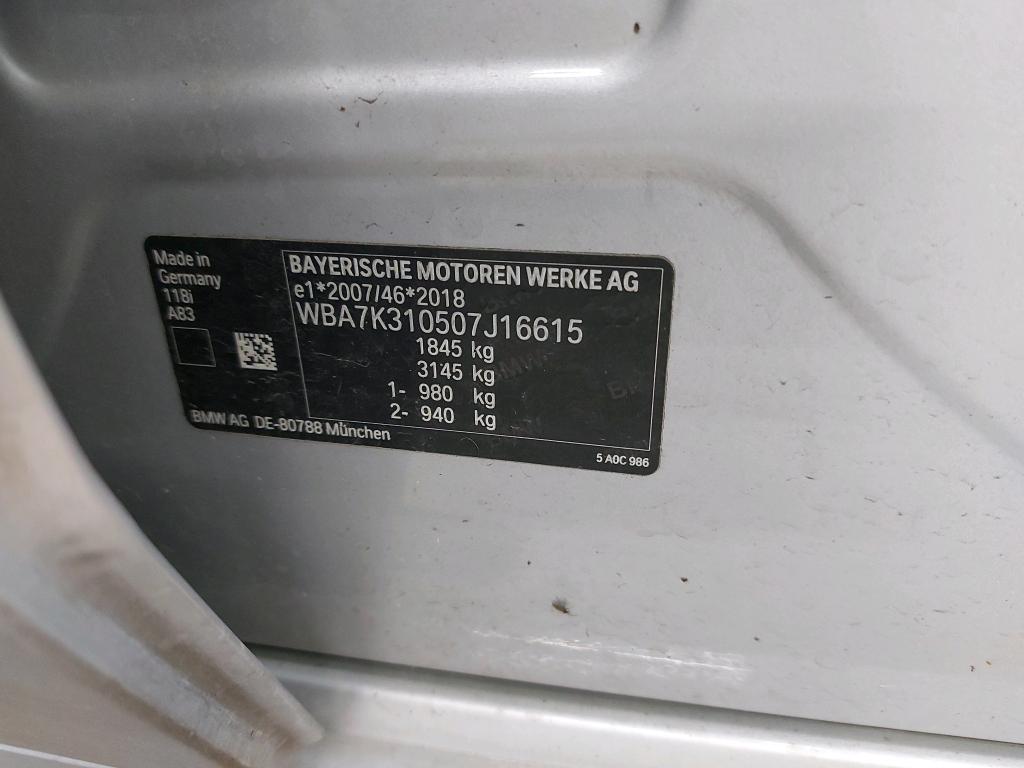 Made in
Germany
118i
A83
BAYERISCHE MOTOREN WERKE AG
e1*2007/46*2018
WBA7K310507J16615
1845 kg
3145 kg
1- 980 kg
2- 940 kg
BMW AG DE-80788 München
5 A0C 986